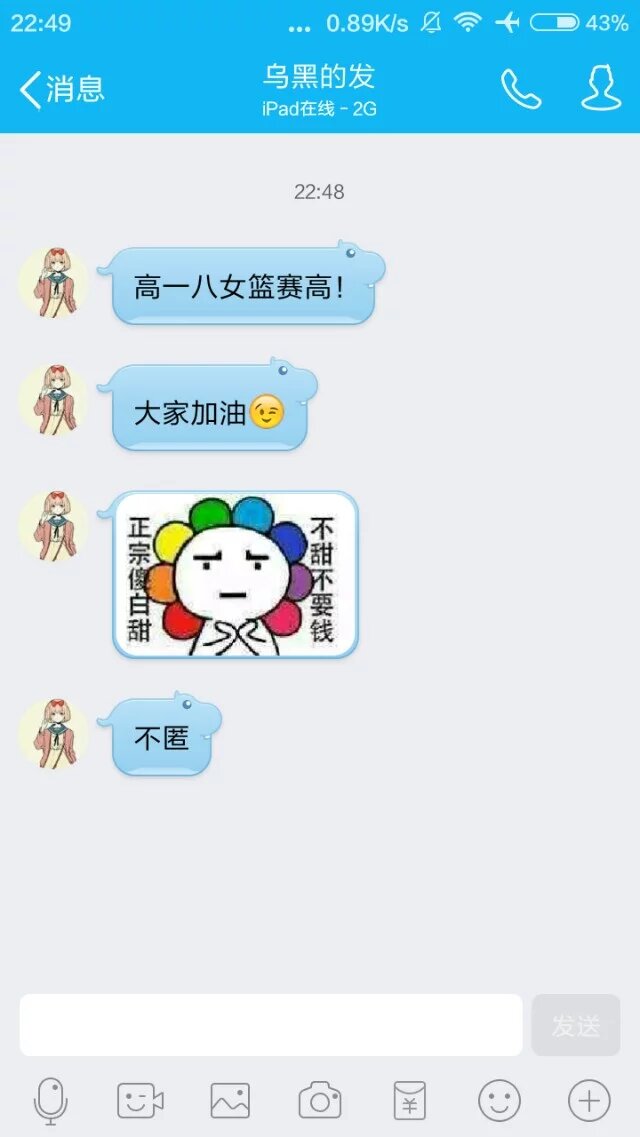 22:49
... 0.89K/s 43%
消息
乌黑的发
iPad在线 - 2G
22:48
高一八女篮赛高！
大家加油😉
正宗傻白甜
不甜不要钱
不匿
发送